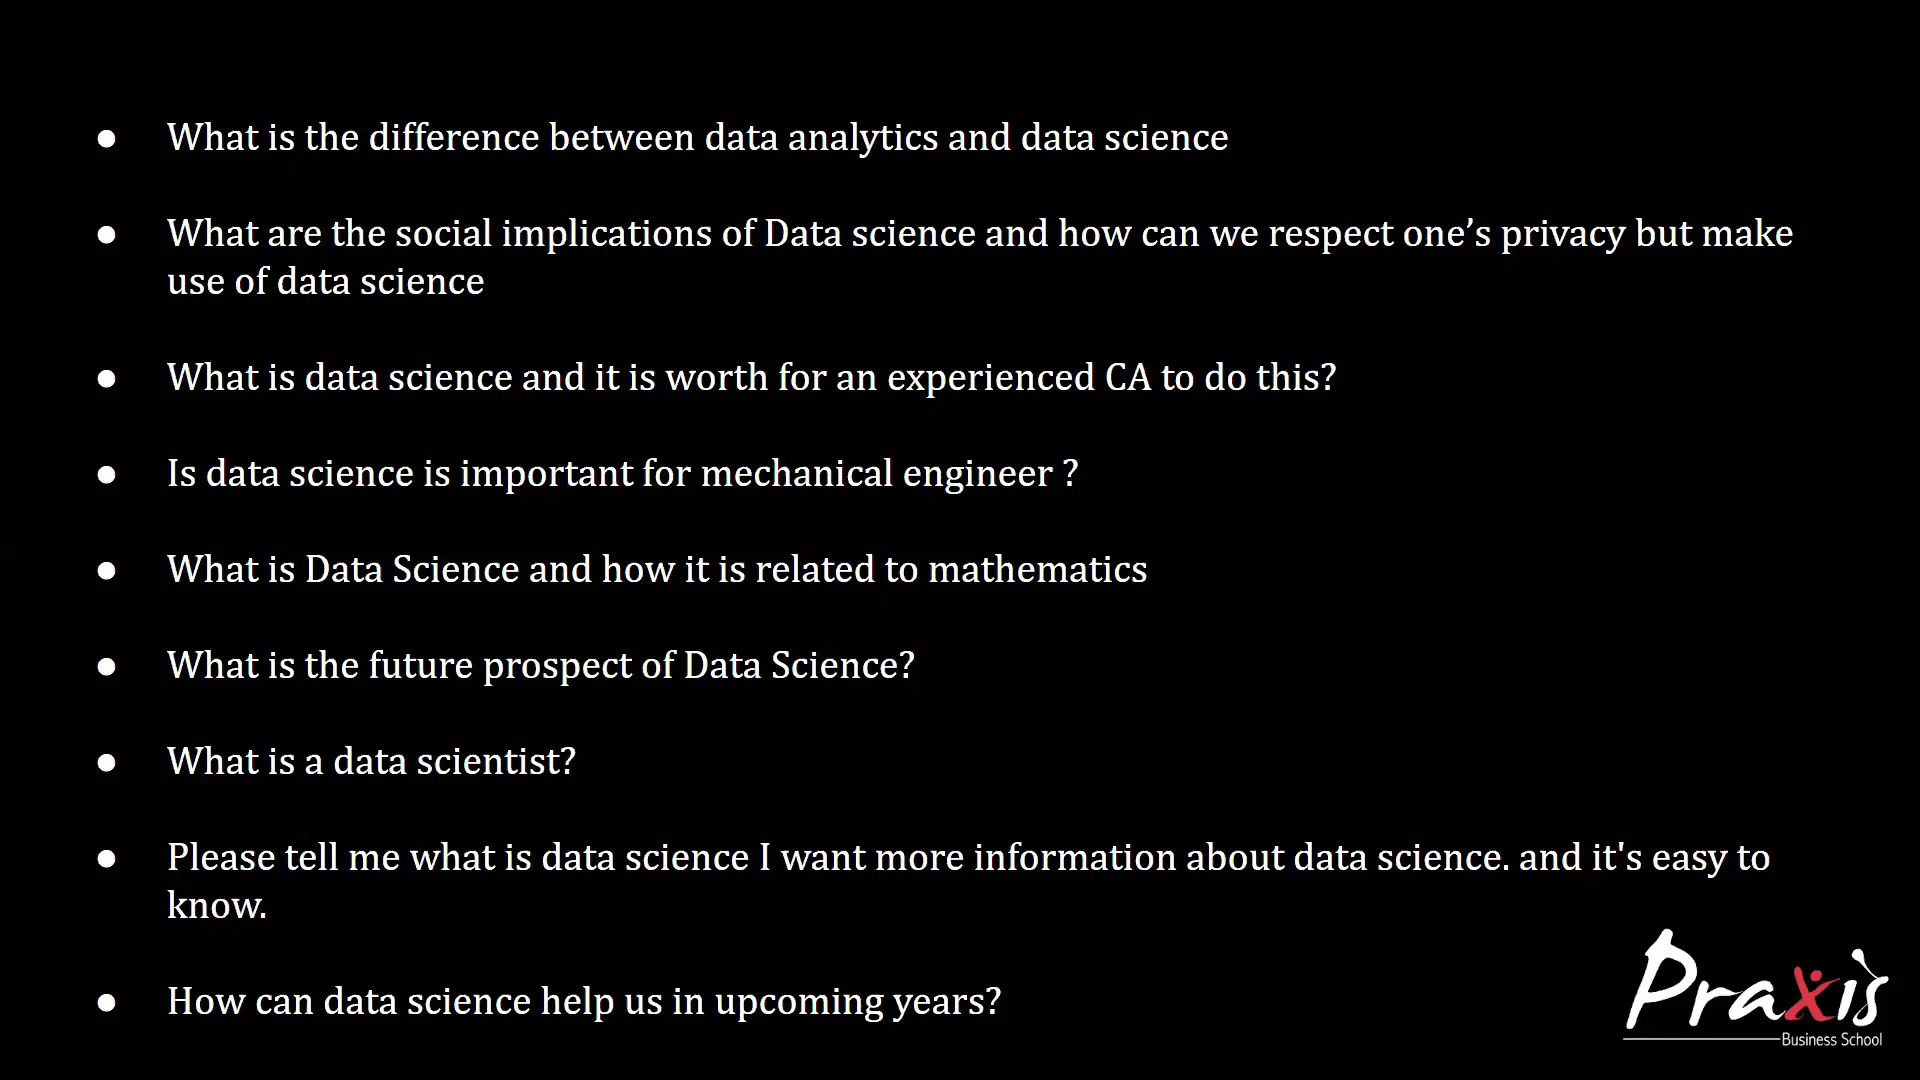 ● What is the difference between data analytics and data science
● What are the social implications of Data science and how can we respect one’s privacy but make
use of data science
● What is data science and it is worth for an experienced CA to do this?
● Is data science is important for mechanical engineer ?
● What is Data Science and how it is related to mathematics
● What is the future prospect of Data Science?
● What is a data scientist?
● Please tell me what is data science I want more information about data science. and it's easy to
know.
● How can data science help us in upcoming years?
Praxis
Business School